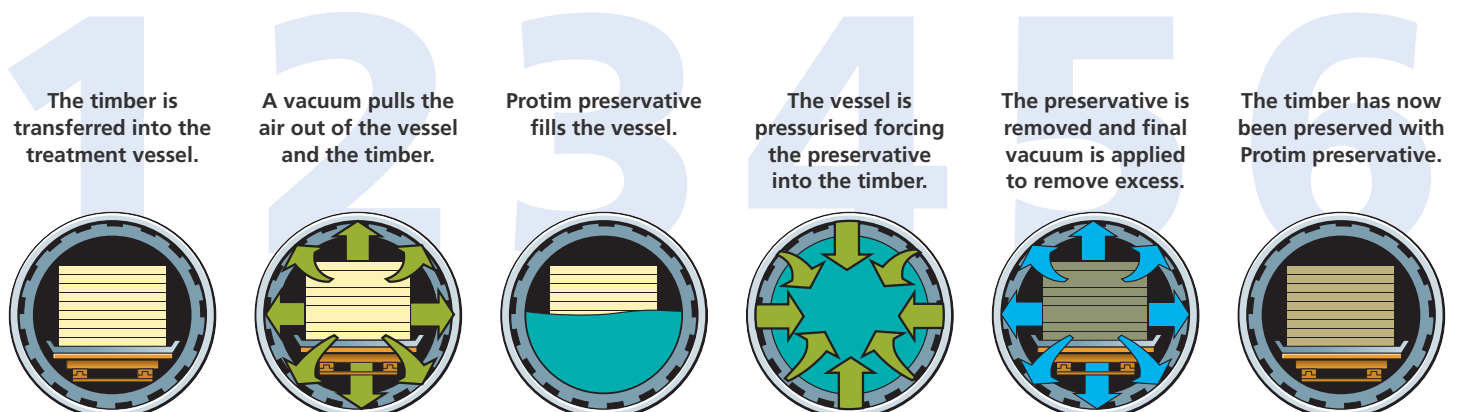 1
The timber is
transferred into the
treatment vessel.
2
A vacuum pulls the
air out of the vessel
and the timber.
3
Protim preservative
fills the vessel.
4
The vessel is
pressurised forcing
the preservative
into the timber.
5
The preservative is
removed and final
vacuum is applied
to remove excess.
6
The timber has now
been preserved with
Protim preservative.